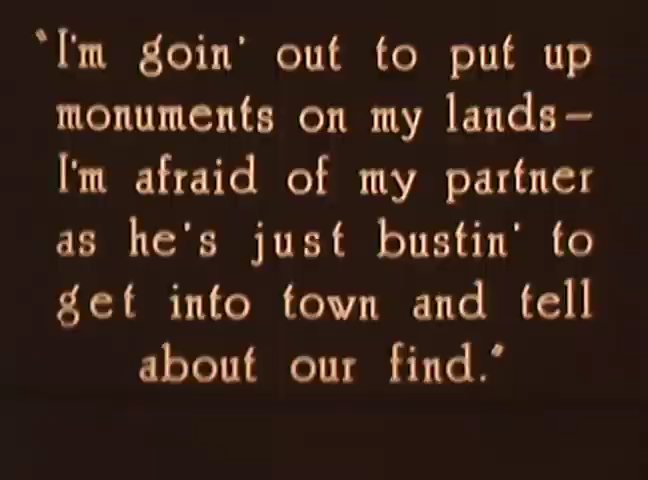 "I'm goin' out to put up
monuments on my lands—
I'm afraid of my partner
as he's just bustin' to
get into town and tell
about our find."